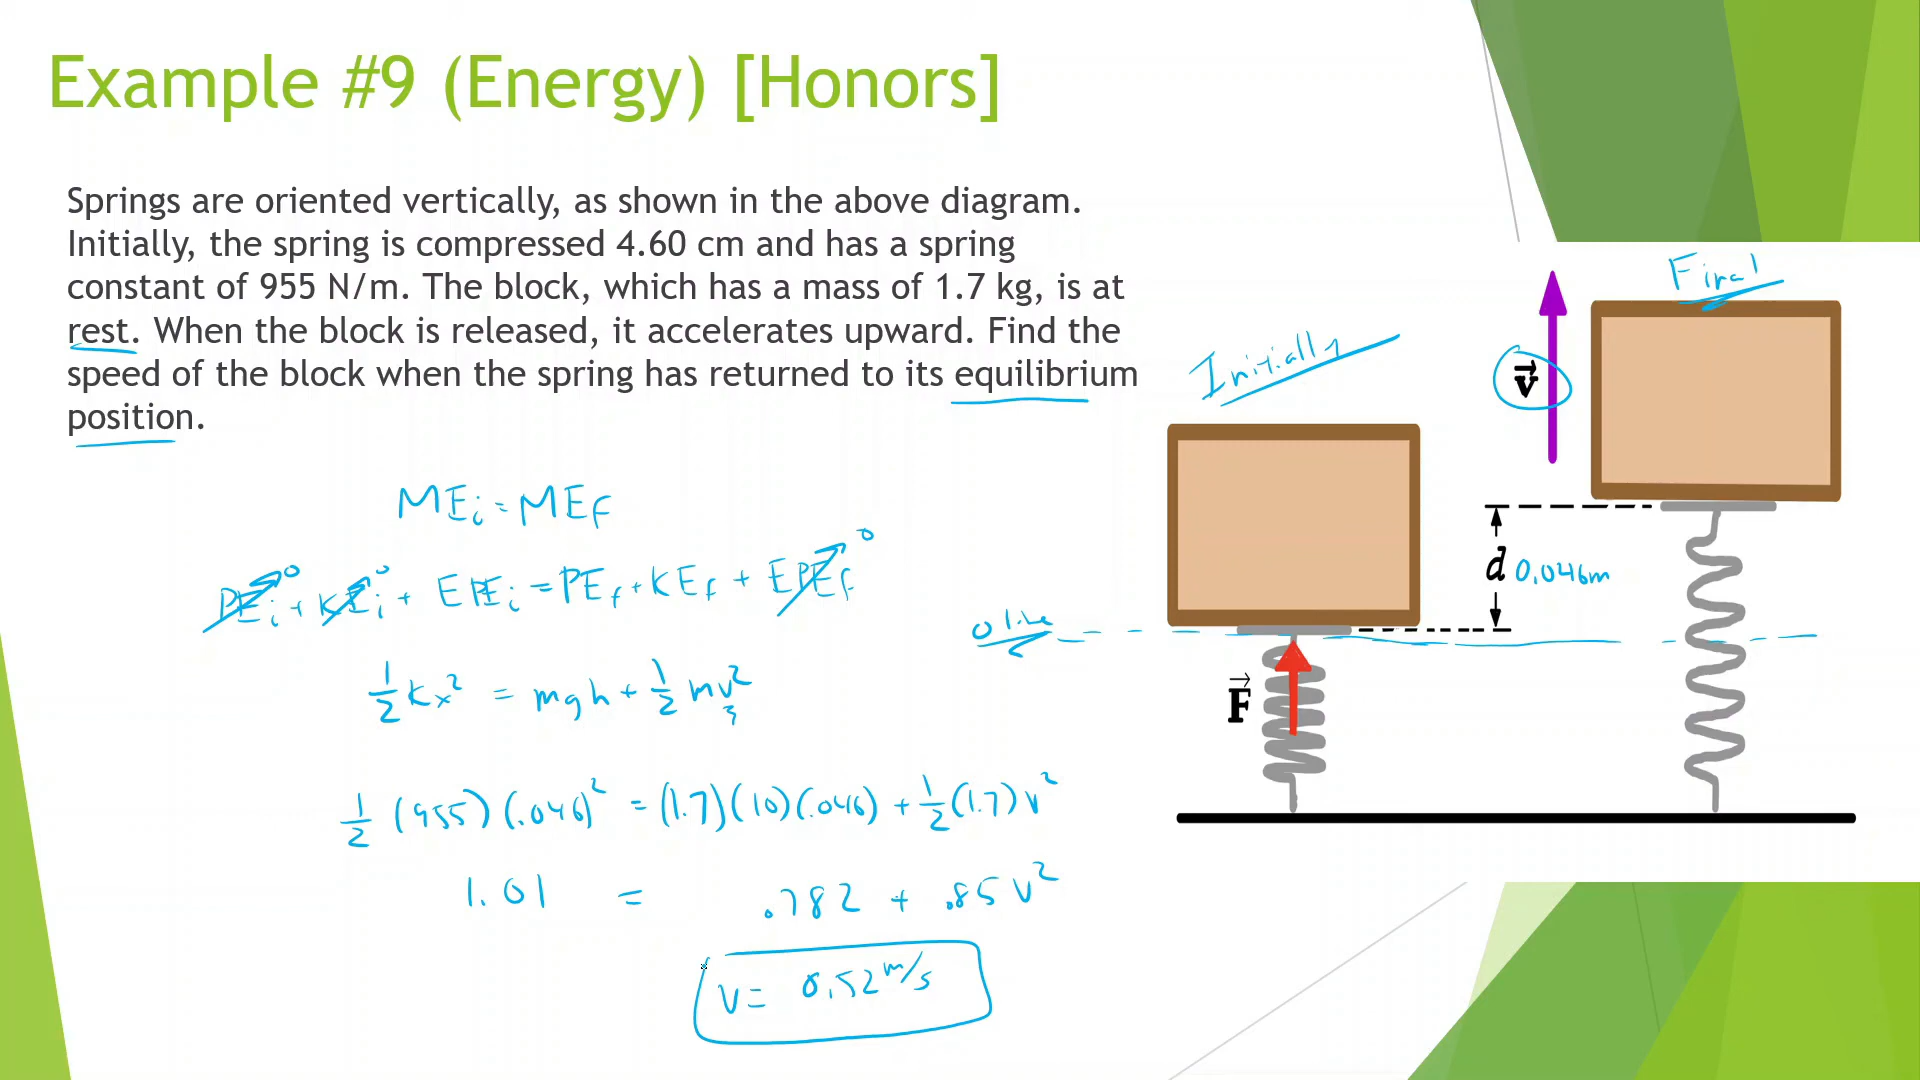 Example #9 (Energy) [Honors]
Springs are oriented vertically, as shown in the above diagram.
Initially, the spring is compressed 4.60 cm and has a spring
constant of 955 N/m. The block, which has a mass of 1.7 kg, is at
rest. When the block is released, it accelerates upward. Find the
speed of the block when the spring has returned to its equilibrium
position.
Final
Initially
v⃗
MEi = MEf
PEi + KEi + EPEi = PEf + KEf + EPEf
0 0 0
d 0.046m
0 line
½ kx² = mgh + ½ mv²
F⃗
½ (955)(.046)² = (1.7)(10)(.046) + ½ (1.7) v²
1.01 = .782 + .85 v²
v = 0.52 m/s